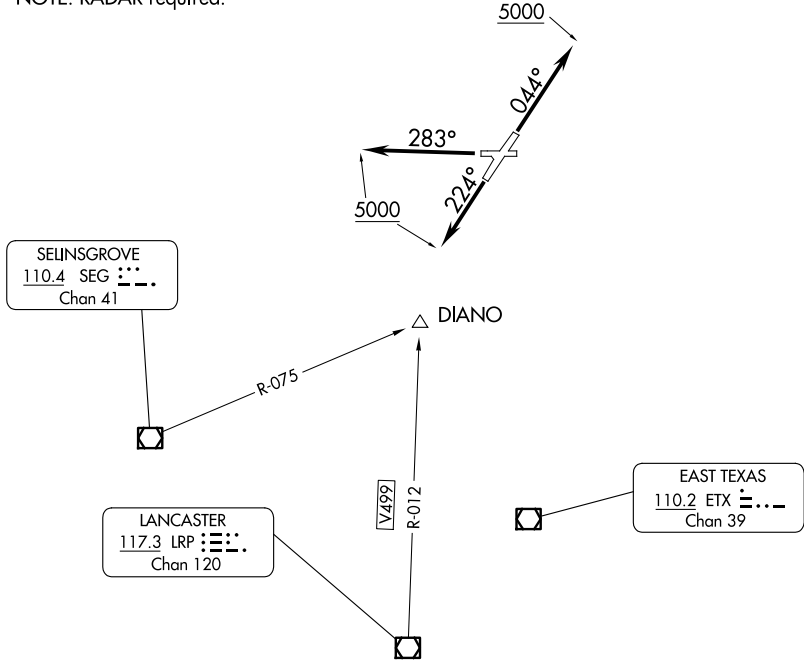 NOTE: RADAR required.
5000
044°
283°
224°
5000
SELINSGROVE
110.4 SEG
Chan 41
DIANO
R-075
V499
R-012
EAST TEXAS
110.2 ETX
Chan 39
LANCASTER
117.3 LRP
Chan 120